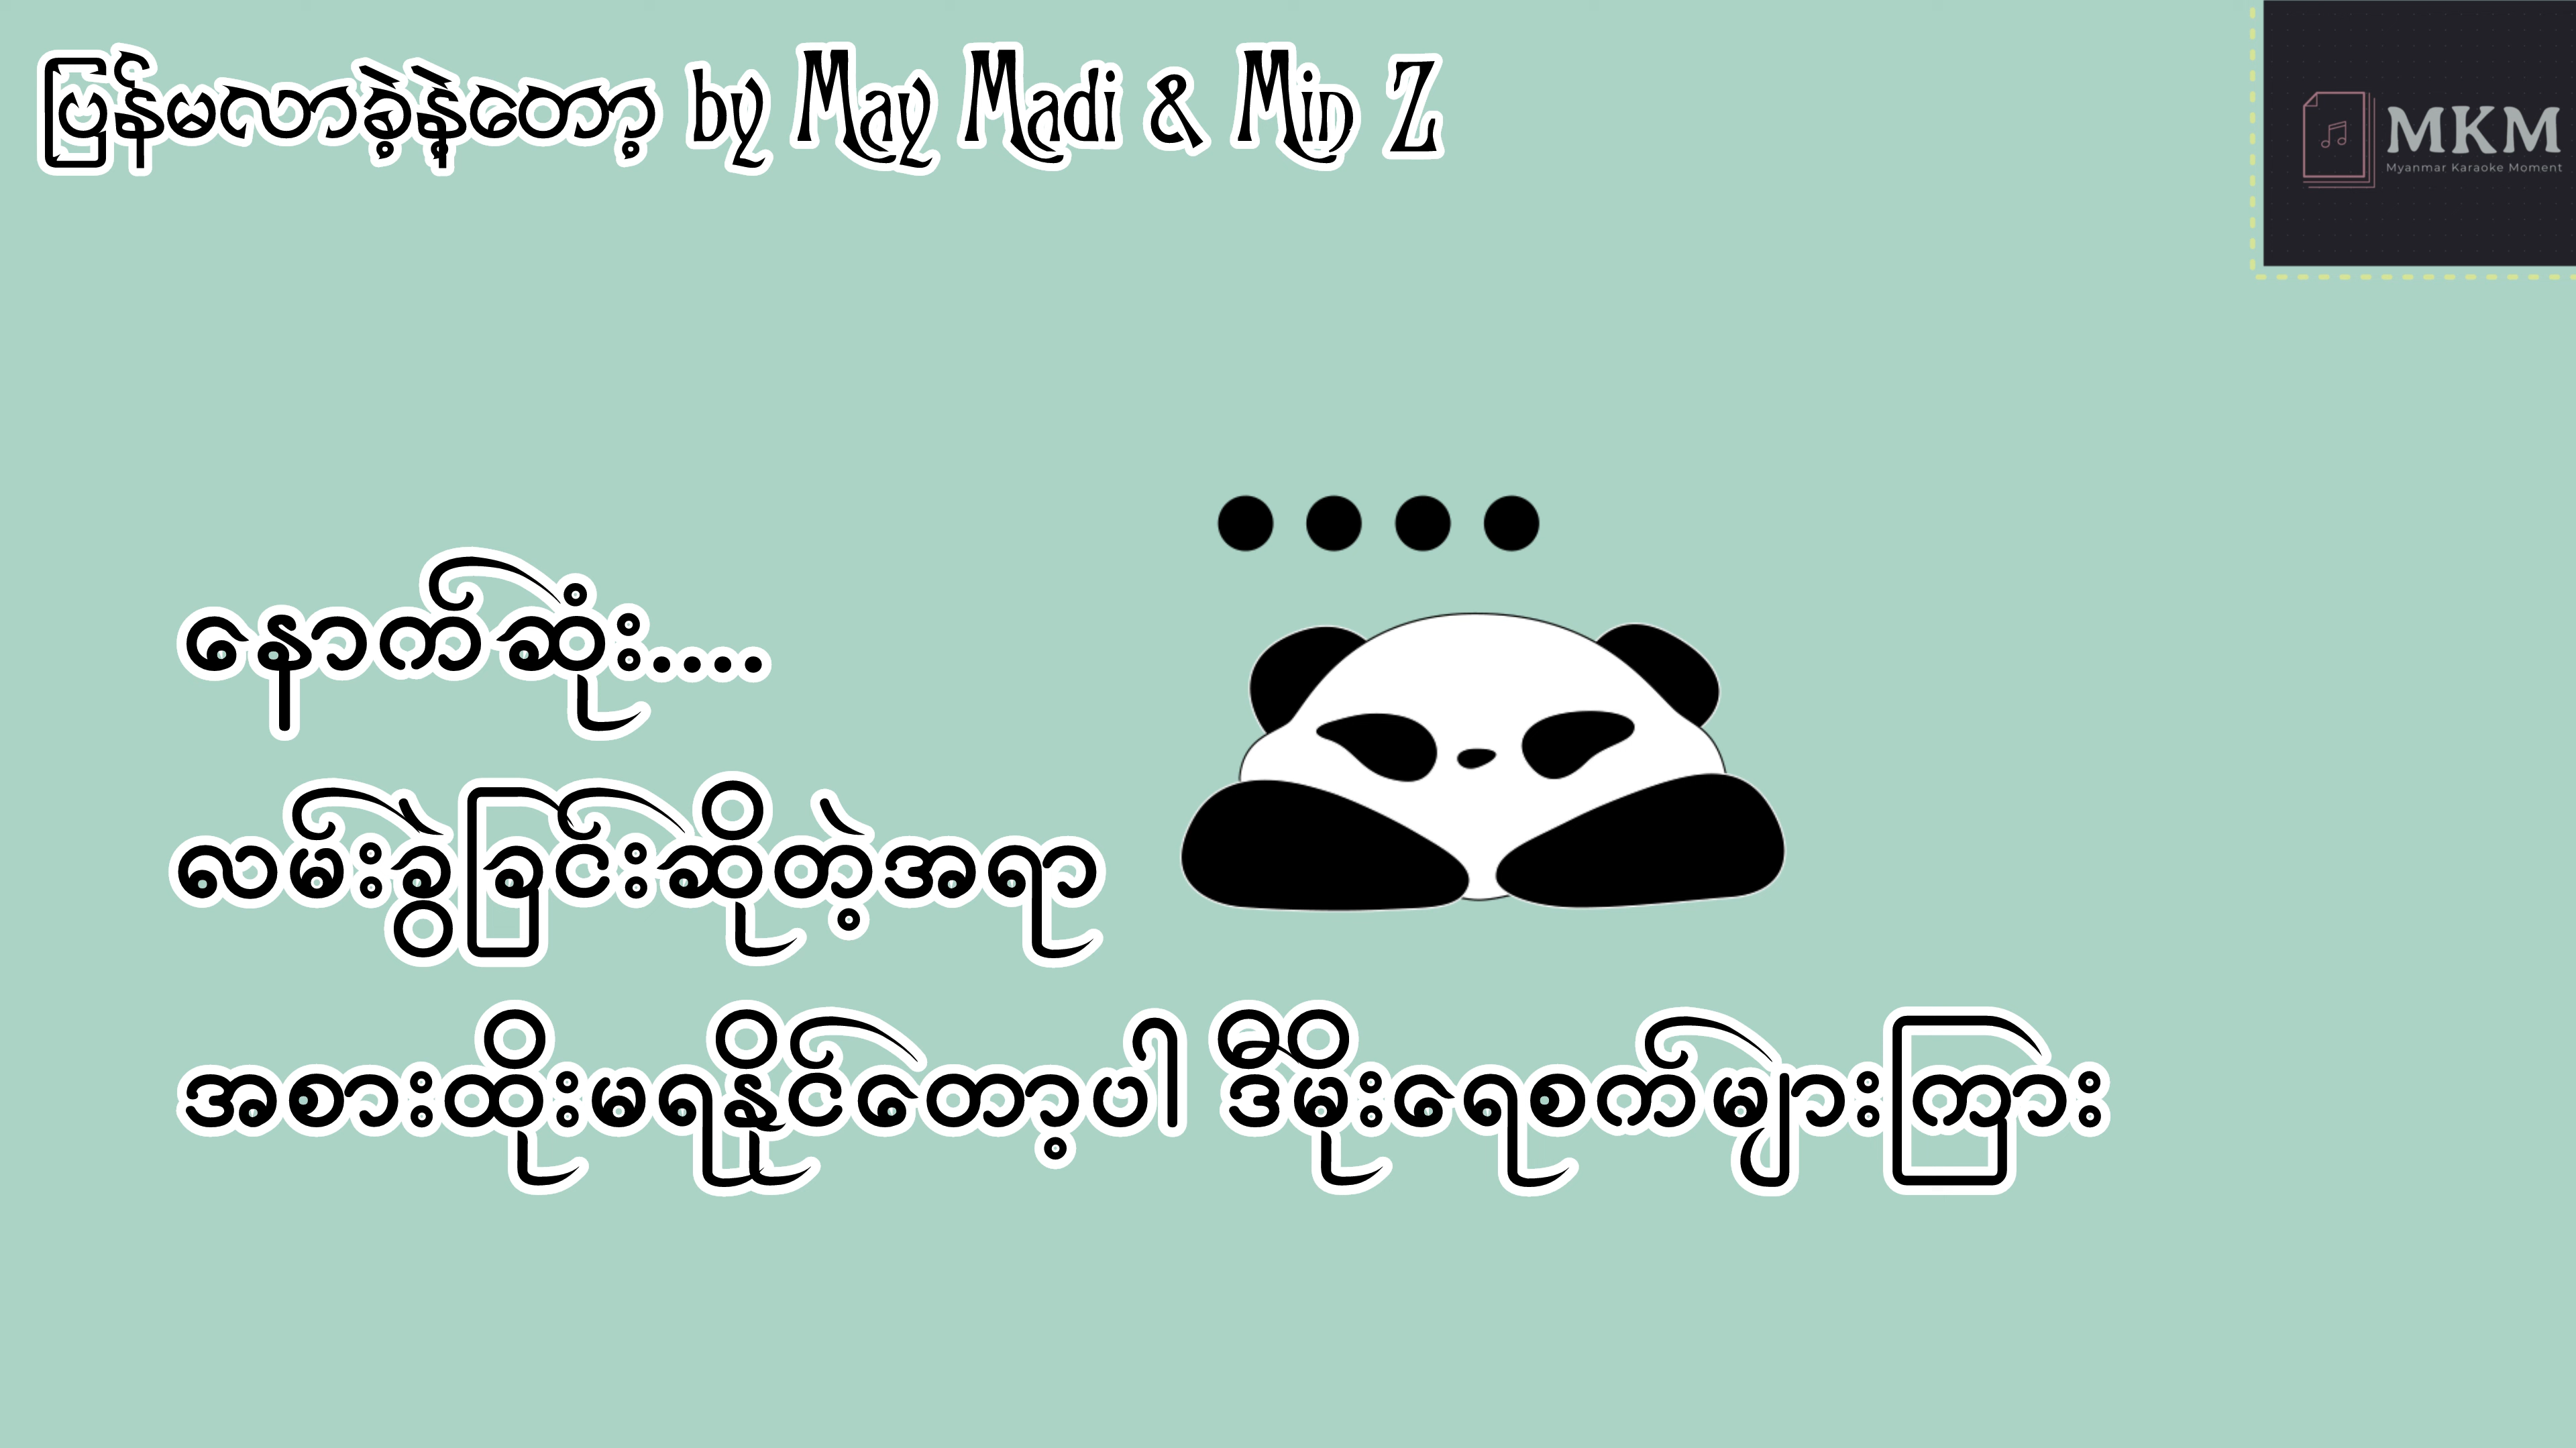 ပြန်မလာခဲ့နဲ့တော့ by May Madi & Min Z
MKM
Myanmar Karaoke Moment
နောက်ဆုံး....
လမ်းခွဲခြင်းဆိုတဲ့အရာ
အစားထိုးမရနိုင်တော့ပါ ဒီမိုးရေစက်များကြား